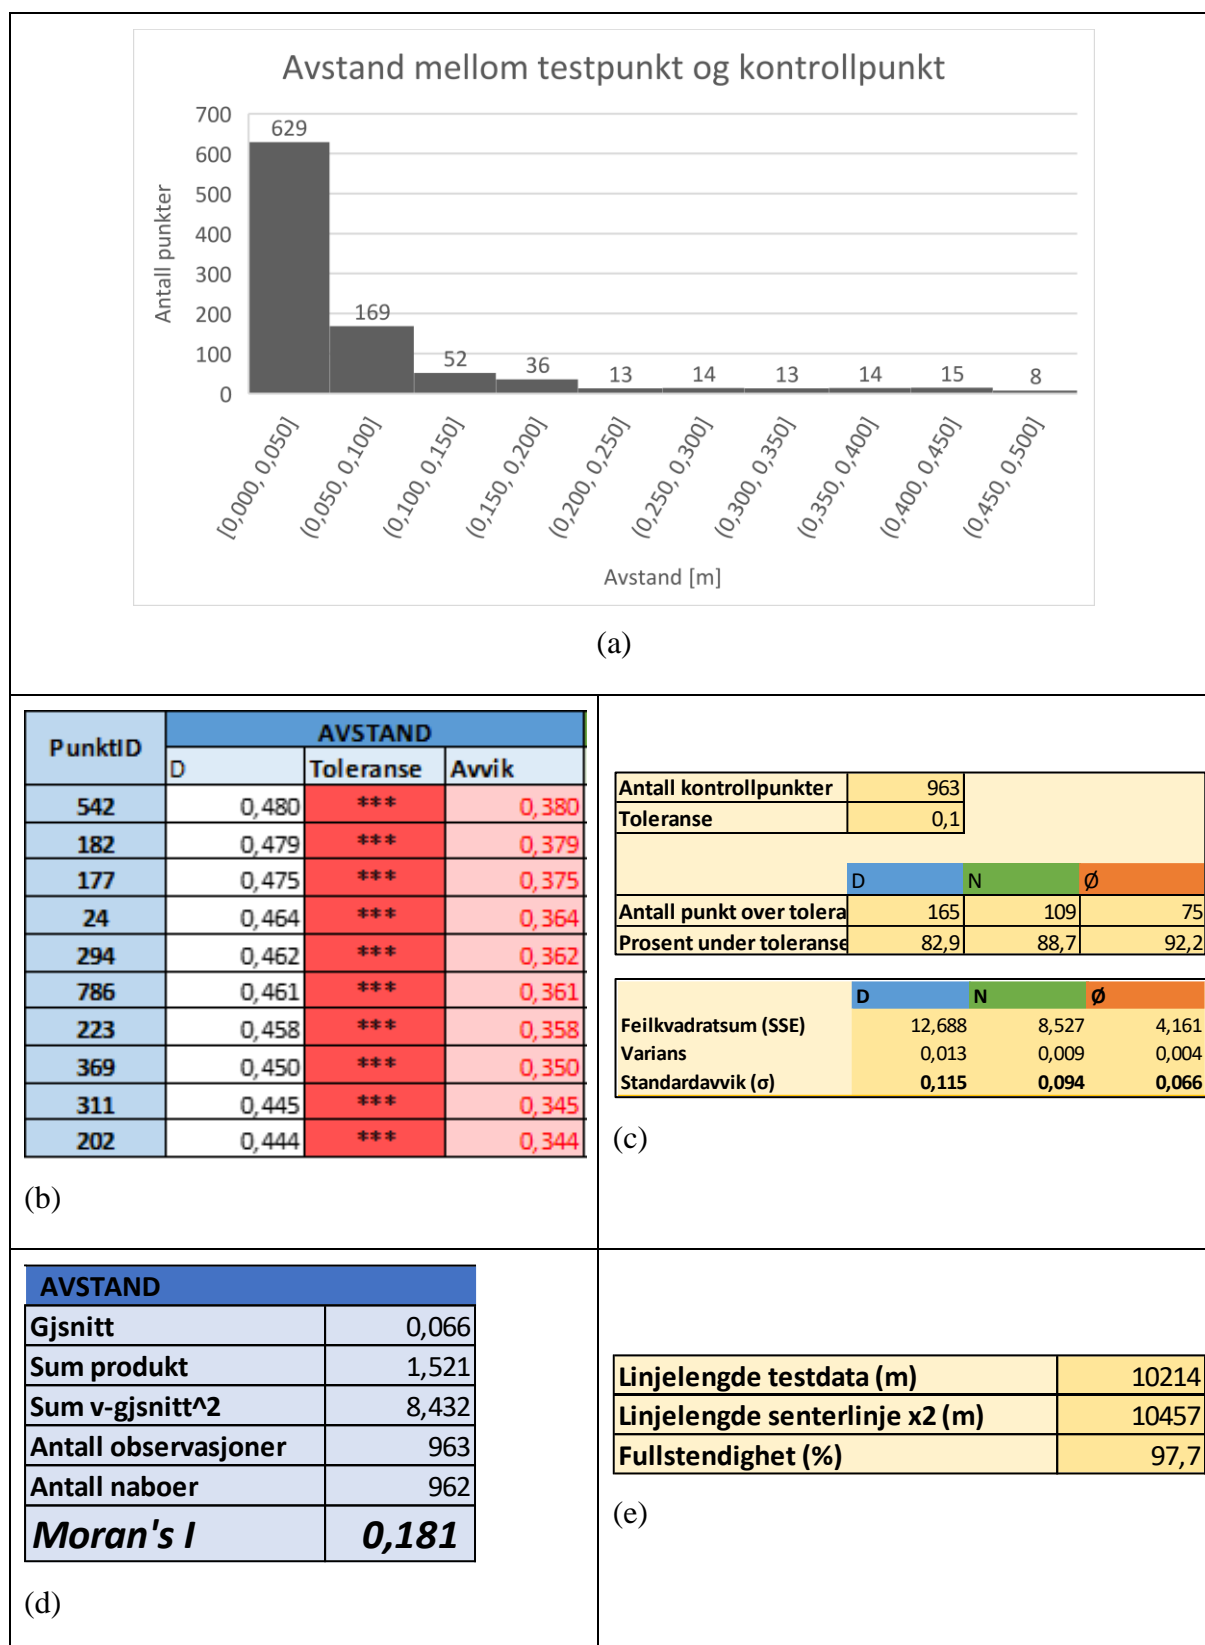 Avstand mellom testpunkt og kontrollpunkt
Antall punkter
700
600
500
400
300
200
100
0
629
169
52
36
13
14
13
14
15
8
[0,000, 0,050]
(0,050, 0,100]
(0,100, 0,150]
(0,150, 0,200]
(0,200, 0,250]
(0,250, 0,300]
(0,300, 0,350]
(0,350, 0,400]
(0,400, 0,450]
(0,450, 0,500]
Avstand [m]
(a)
PunktID AVSTAND
D Toleranse Avvik
542 0,480 *** 0,380
182 0,479 *** 0,379
177 0,475 *** 0,375
24 0,464 *** 0,364
294 0,462 *** 0,362
786 0,461 *** 0,361
223 0,458 *** 0,358
369 0,450 *** 0,350
311 0,445 *** 0,345
202 0,444 *** 0,344
(b)
Antall kontrollpunkter 963
Toleranse 0,1
D N Ø
Antall punkt over tolera 165 109 75
Prosent under toleranse 82,9 88,7 92,2
D N Ø
Feilkvadratsum (SSE) 12,688 8,527 4,161
Varians 0,013 0,009 0,004
Standardavvik (σ) 0,115 0,094 0,066
(c)
AVSTAND
Gjsnitt 0,066
Sum produkt 1,521
Sum v-gjsnitt^2 8,432
Antall observasjoner 963
Antall naboer 962
Moran's I 0,181
(d)
Linjelengde testdata (m) 10214
Linjelengde senterlinje x2 (m) 10457
Fullstendighet (%) 97,7
(e)